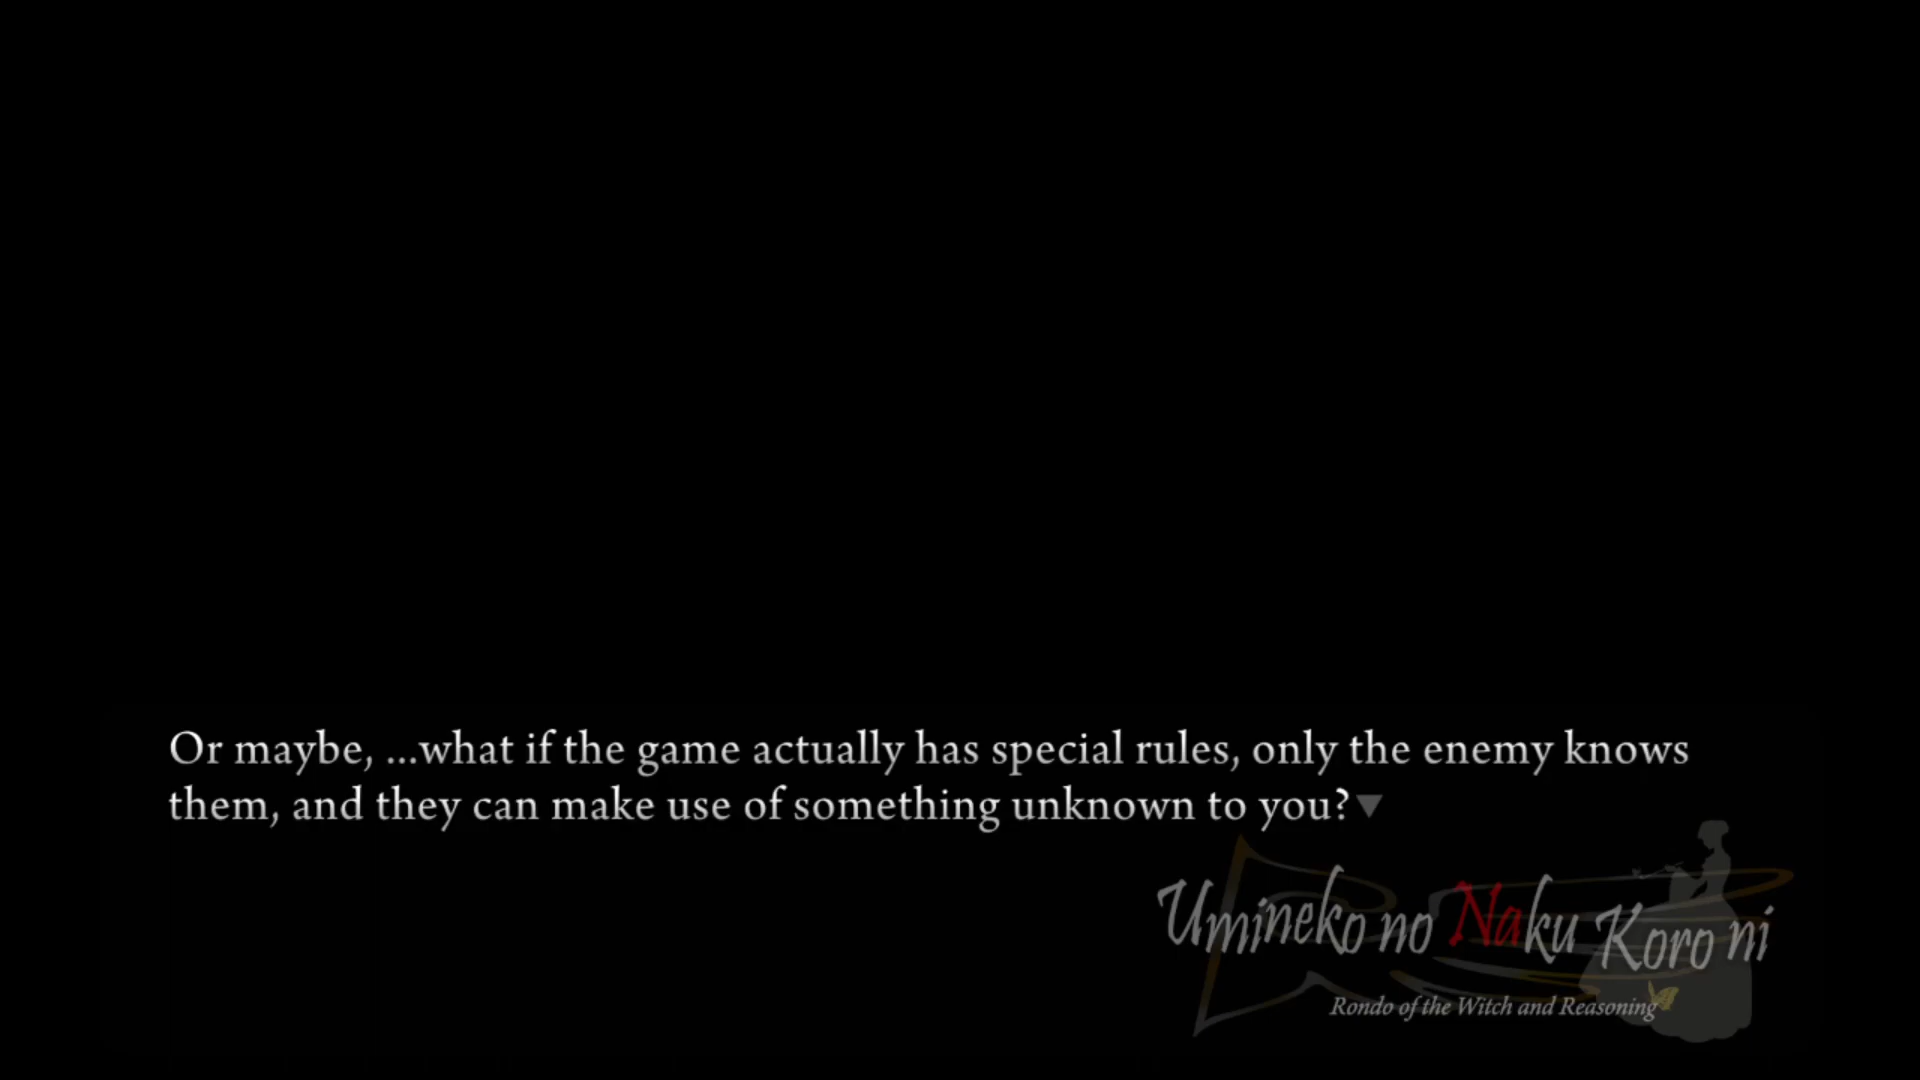 Or maybe, ...what if the game actually has special rules, only the enemy knows
them, and they can make use of something unknown to you?
Umineko no Naku Koro ni
Rondo of the Witch and Reasoning